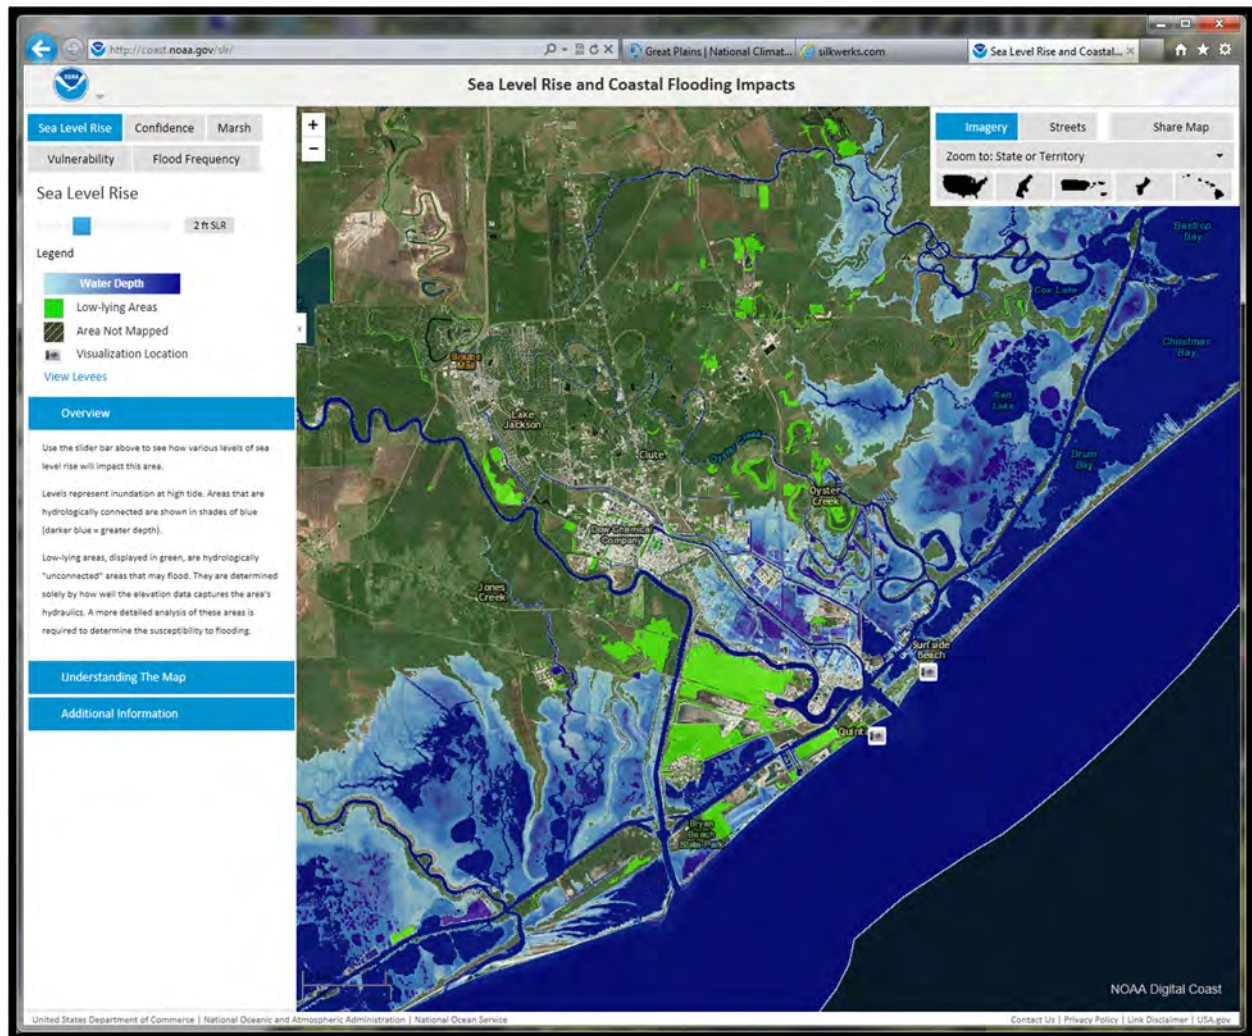 http://coast.noaa.gov/slr/
Great Plains | National Climat...
silkwerks.com
Sea Level Rise and Coastal...
NOAA
Sea Level Rise and Coastal Flooding Impacts
Sea Level Rise
Confidence
Marsh
Vulnerability
Flood Frequency
Sea Level Rise
2 ft SLR
Legend
Water Depth
Low-lying Areas
Area Not Mapped
Visualization Location
View Levees
Overview
Use the slider bar above to see how various levels of sea
level rise will impact this area.
Levels represent inundation at high tide. Areas that are
hydrologically connected are shown in shades of blue
(darker blue = greater depth).
Low-lying areas, displayed in green, are hydrologically
"unconnected" areas that may flood. They are determined
solely by how well the elevation data captures the area's
hydraulics. A more detailed analysis of these areas is
required to determine the susceptibility to flooding.
Understanding The Map
Additional Information
+
−
Imagery
Streets
Share Map
Zoom to: State or Territory
Bastrop
Bay
Cox Lake
Christmas
Bay
Salt
Lake
Drum
Bay
Brazos
Mall
Lake
Jackson
Clute
Oyster Creek
Oyster
Creek
Dow Chemical
Company
Jones
Creek
Surfside
Beach
Quint
Bryan
Beach
State Park
NOAA Digital Coast
United States Department of Commerce | National Oceanic and Atmospheric Administration | National Ocean Service
Contact Us | Privacy Policy | Link Disclaimer | USA.gov